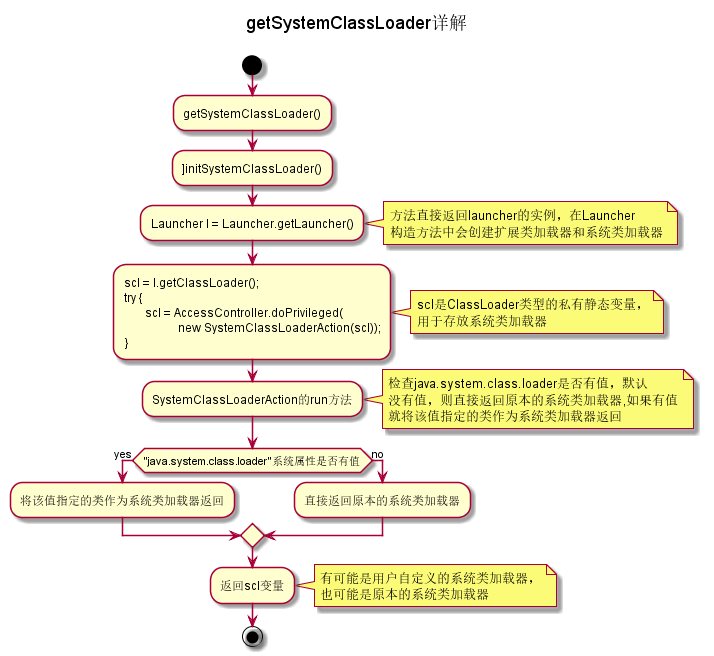 getSystemClassLoader详解
getSystemClassLoader()
]initSystemClassLoader()
Launcher l = Launcher.getLauncher()
方法直接返回launcher的实例，在Launcher
构造方法中会创建扩展类加载器和系统类加载器
scl = l.getClassLoader();
try {
scl = AccessController.doPrivileged(
new SystemClassLoaderAction(scl));
}
scl是ClassLoader类型的私有静态变量，
用于存放系统类加载器
SystemClassLoaderAction的run方法
检查java.system.class.loader是否有值，默认
没有值，则直接返回原本的系统类加载器,如果有值
就将该值指定的类作为系统类加载器返回
yes
"java.system.class.loader"系统属性是否有值
no
将该值指定的类作为系统类加载器返回
直接返回原本的系统类加载器
返回scl变量
有可能是用户自定义的系统类加载器，
也可能是原本的系统类加载器